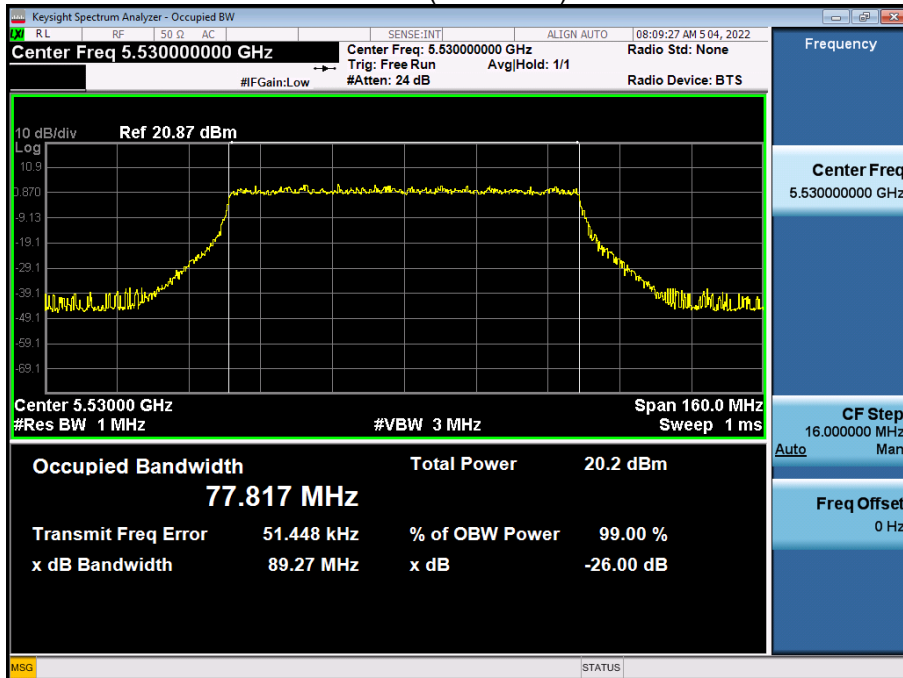 Keysight Spectrum Analyzer - Occupied BW
LXI RL RF 50 Ω AC SENSE:INT ALIGN AUTO 08:09:27 AM 5 04, 2022
Center Freq 5.530000000 GHz
Center Freq: 5.530000000 GHz Radio Std: None
Trig: Free Run Avg|Hold: 1/1
#IFGain:Low #Atten: 24 dB Radio Device: BTS
10 dB/div Ref 20.87 dBm
Log
10.9
0.870
-9.13
-19.1
-29.1
-39.1
-49.1
-59.1
-69.1
Center 5.53000 GHz Span 160.0 MHz
#Res BW 1 MHz #VBW 3 MHz Sweep 1 ms
Occupied Bandwidth Total Power 20.2 dBm
77.817 MHz
Transmit Freq Error 51.448 kHz % of OBW Power 99.00 %
x dB Bandwidth 89.27 MHz x dB -26.00 dB
MSG STATUS
Frequency
Center Freq
5.530000000 GHz
CF Step
16.000000 MHz
Auto Man
Freq Offset
0 Hz